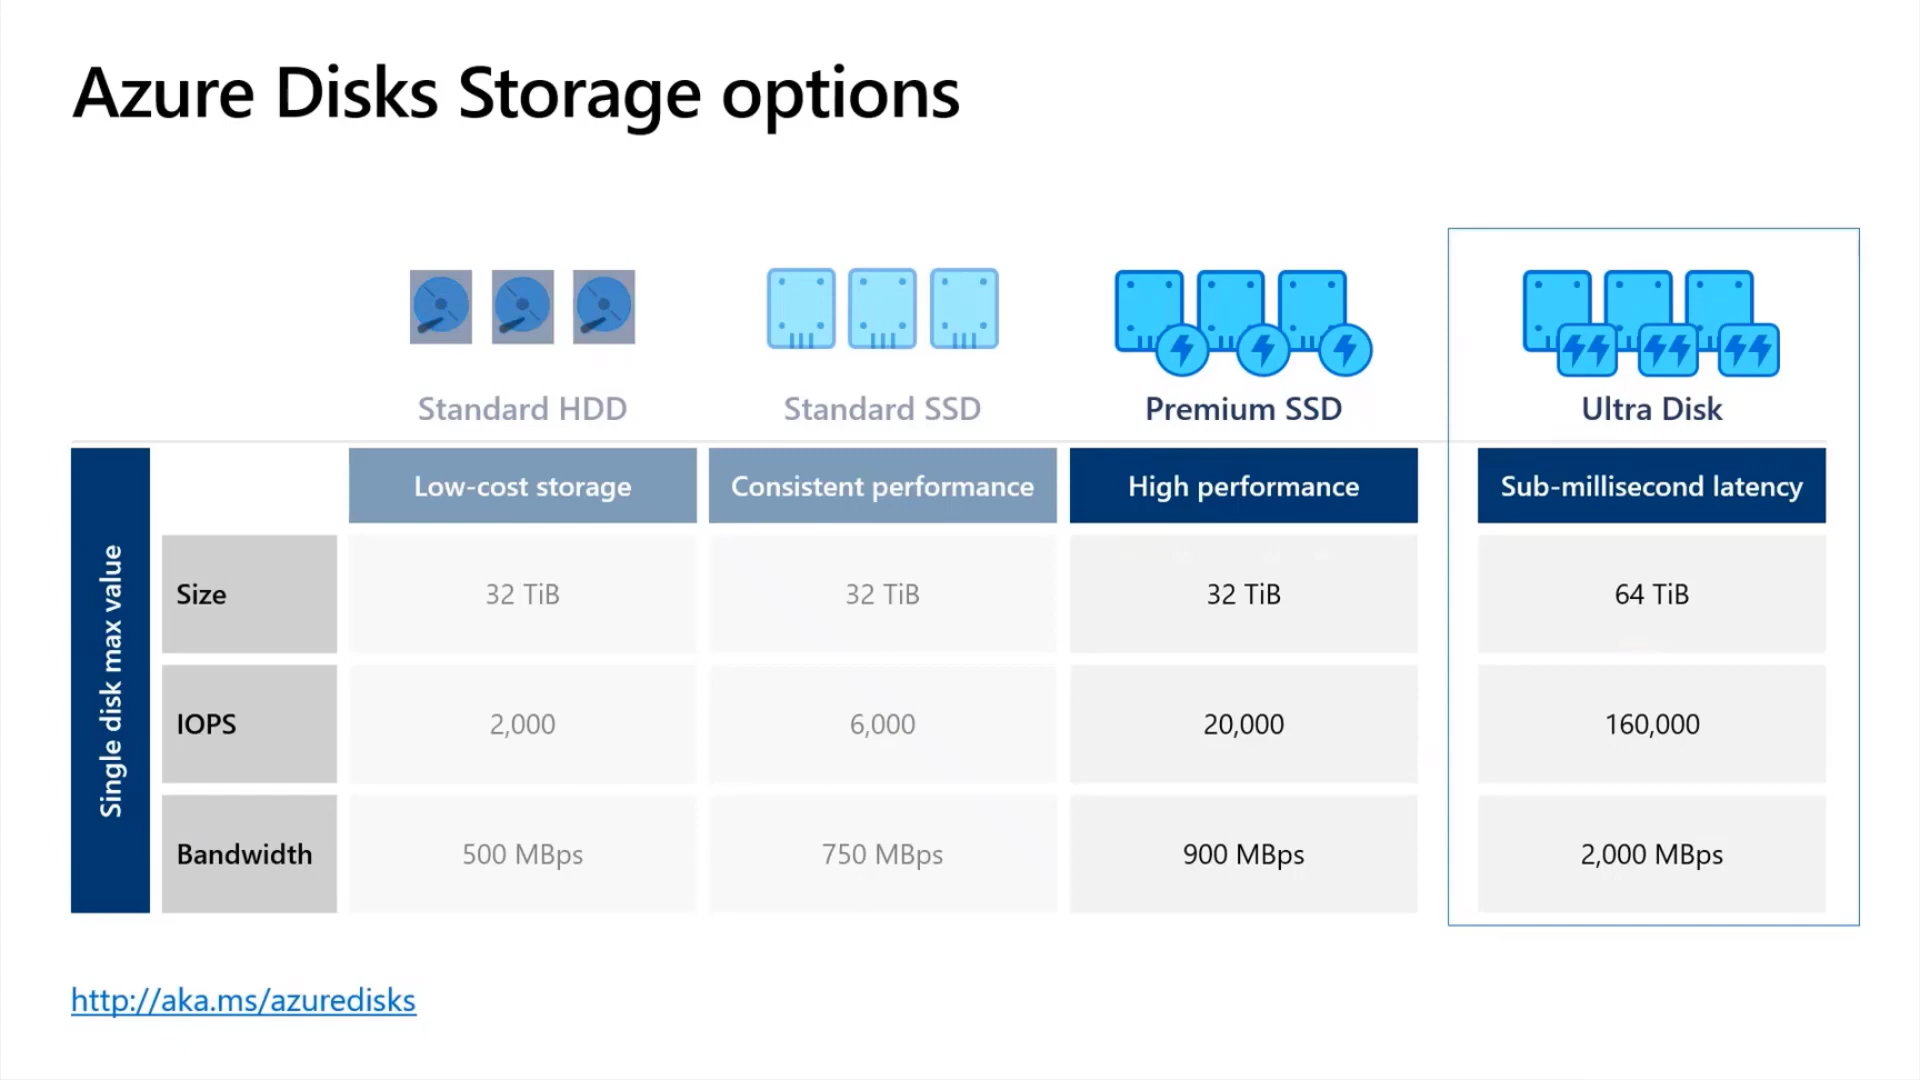 Azure Disks Storage options
Standard HDD
Standard SSD
Premium SSD
Ultra Disk
Single disk max value
Low-cost storage
Consistent performance
High performance
Sub-millisecond latency
Size
32 TiB
32 TiB
32 TiB
64 TiB
IOPS
2,000
6,000
20,000
160,000
Bandwidth
500 MBps
750 MBps
900 MBps
2,000 MBps
http://aka.ms/azuredisks